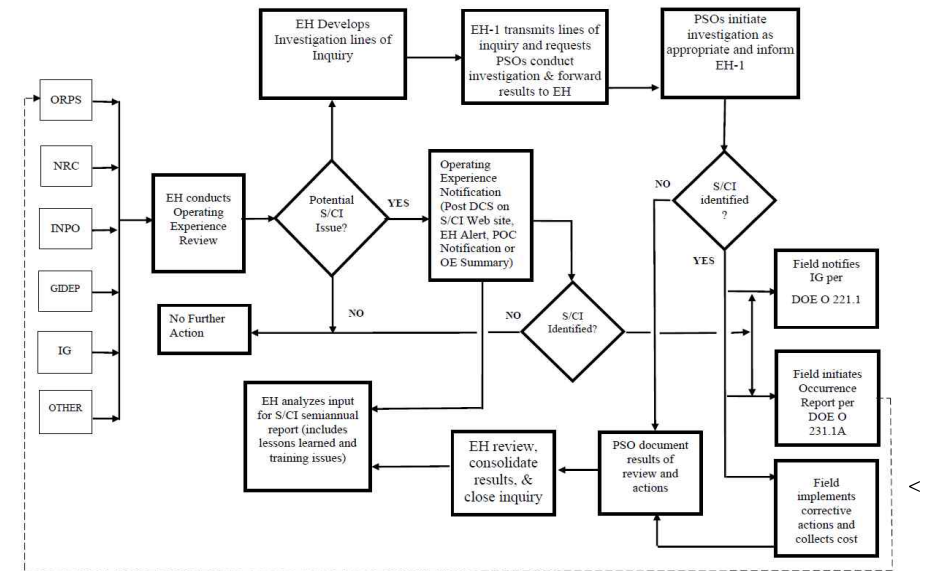 EH Develops
Investigation lines of
Inquiry
EH-1 transmits lines of
inquiry and requests
PSOs conduct
investigation & forward
results to EH
PSOs initiate
investigation as
appropriate and inform
EH-1
ORPS
NRC
INPO
GIDEP
IG
OTHER
EH conducts
Operating
Experience
Review
Potential
S/CI
Issue?
YES
NO
Operating
Experience
Notification
(Post DCS on
S/CI Web site,
EH Alert, POC
Notification or
OE Summary)
No Further
Action
NO
S/CI
Identified?
NO
S/CI
identified
?
YES
Field notifies
IG per
DOE O 221.1
Field initiates
Occurrence
Report per
DOE O
231.1A
EH analyzes input
for S/CI semiannual
report (includes
lessons learned and
training issues)
EH review,
consolidate
results, &
close inquiry
PSO document
results of
review and
actions
Field
implements
corrective
actions and
collects cost
<